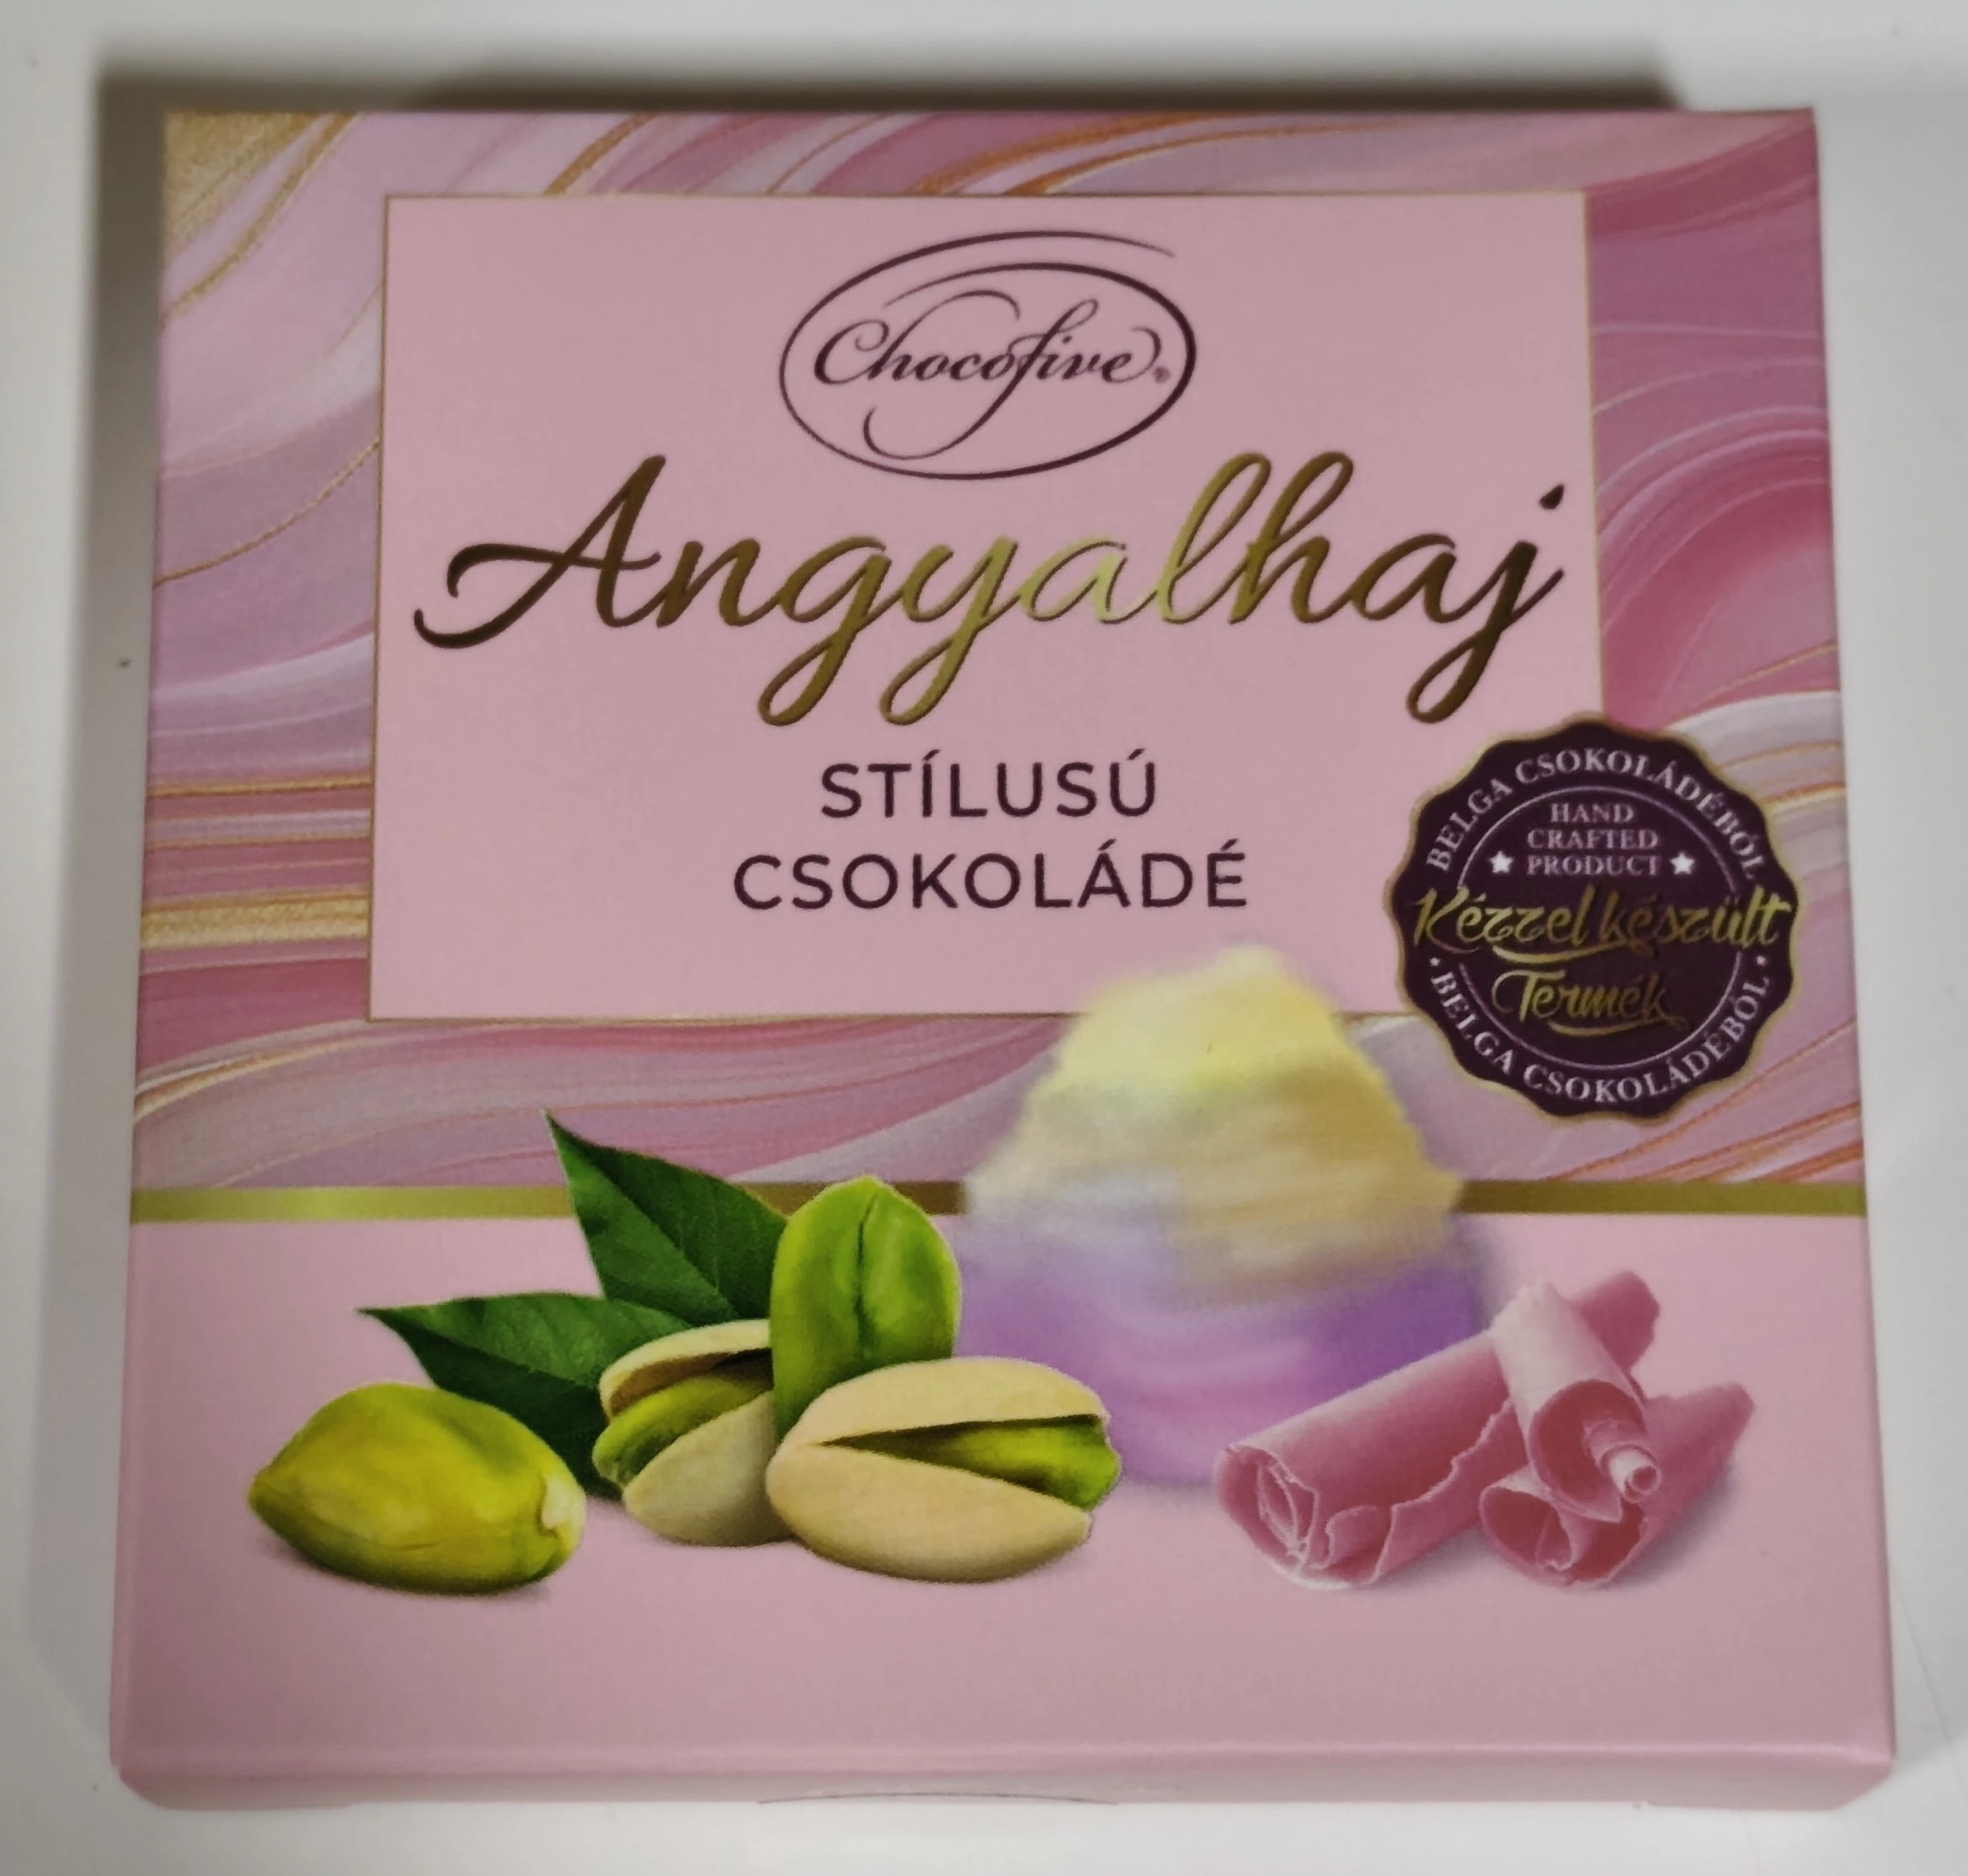 Chocofive®
Angyalhaj
STÍLUSÚ
CSOKOLÁDÉ
BELGA CSOKOLÁDÉBÓL
HAND
CRAFTED
PRODUCT
Kézzel készült
Termék
BELGA CSOKOLÁDÉBÓL